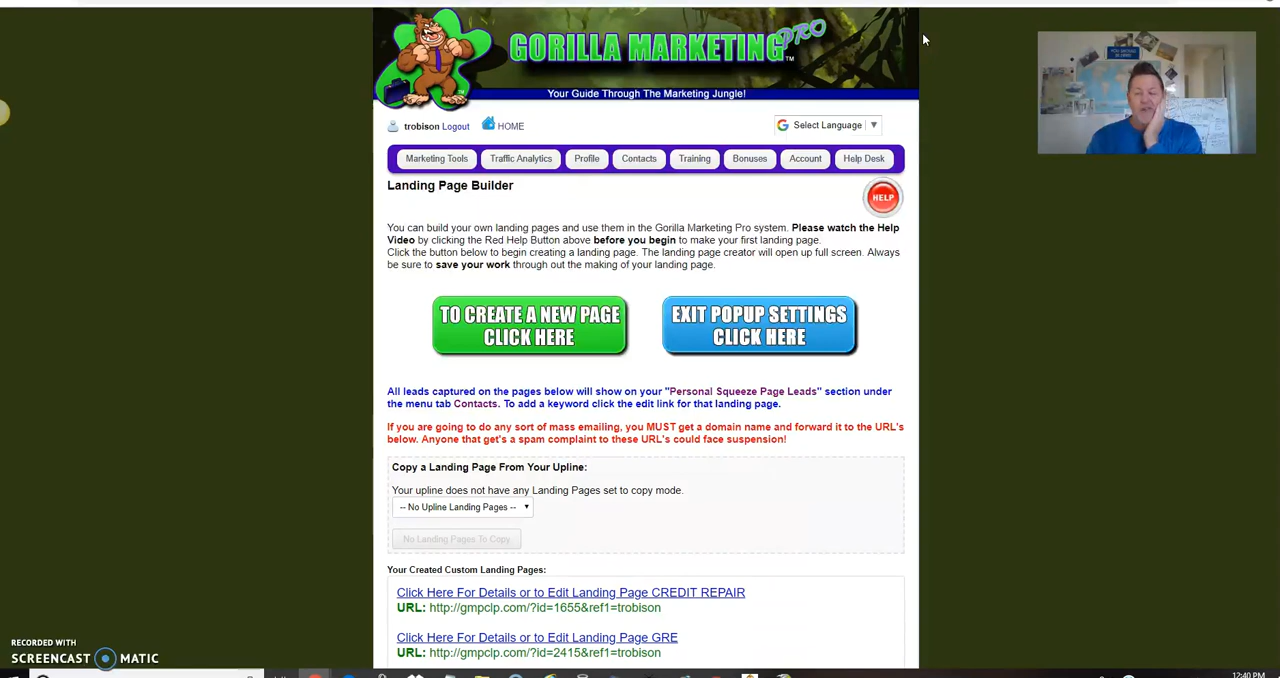 GORILLA MARKETING PRO ™
Your Guide Through The Marketing Jungle!
trobison Logout HOME
Select Language ▼
Marketing Tools Traffic Analytics Profile Contacts Training Bonuses Account Help Desk
Landing Page Builder
HELP
You can build your own landing pages and use them in the Gorilla Marketing Pro system. Please watch the Help
Video by clicking the Red Help Button above before you begin to make your first landing page.
Click the button below to begin creating a landing page. The landing page creator will open up full screen. Always
be sure to save your work through out the making of your landing page.
TO CREATE A NEW PAGE
CLICK HERE
EXIT POPUP SETTINGS
CLICK HERE
All leads captured on the pages below will show on your "Personal Squeeze Page Leads" section under
the menu tab Contacts. To add a keyword click the edit link for that landing page.
If you are going to do any sort of mass emailing, you MUST get a domain name and forward it to the URL's
below. Anyone that get's a spam complaint to these URL's could face suspension!
Copy a Landing Page From Your Upline:
Your upline does not have any Landing Pages set to copy mode.
-- No Upline Landing Pages --
No Landing Pages To Copy
Your Created Custom Landing Pages:
Click Here For Details or to Edit Landing Page CREDIT REPAIR
URL: http://gmpclp.com/?id=1655&ref1=trobison
Click Here For Details or to Edit Landing Page GRE
URL: http://gmpclp.com/?id=2415&ref1=trobison
RECORDED WITH
SCREENCAST MATIC
12:40 PM